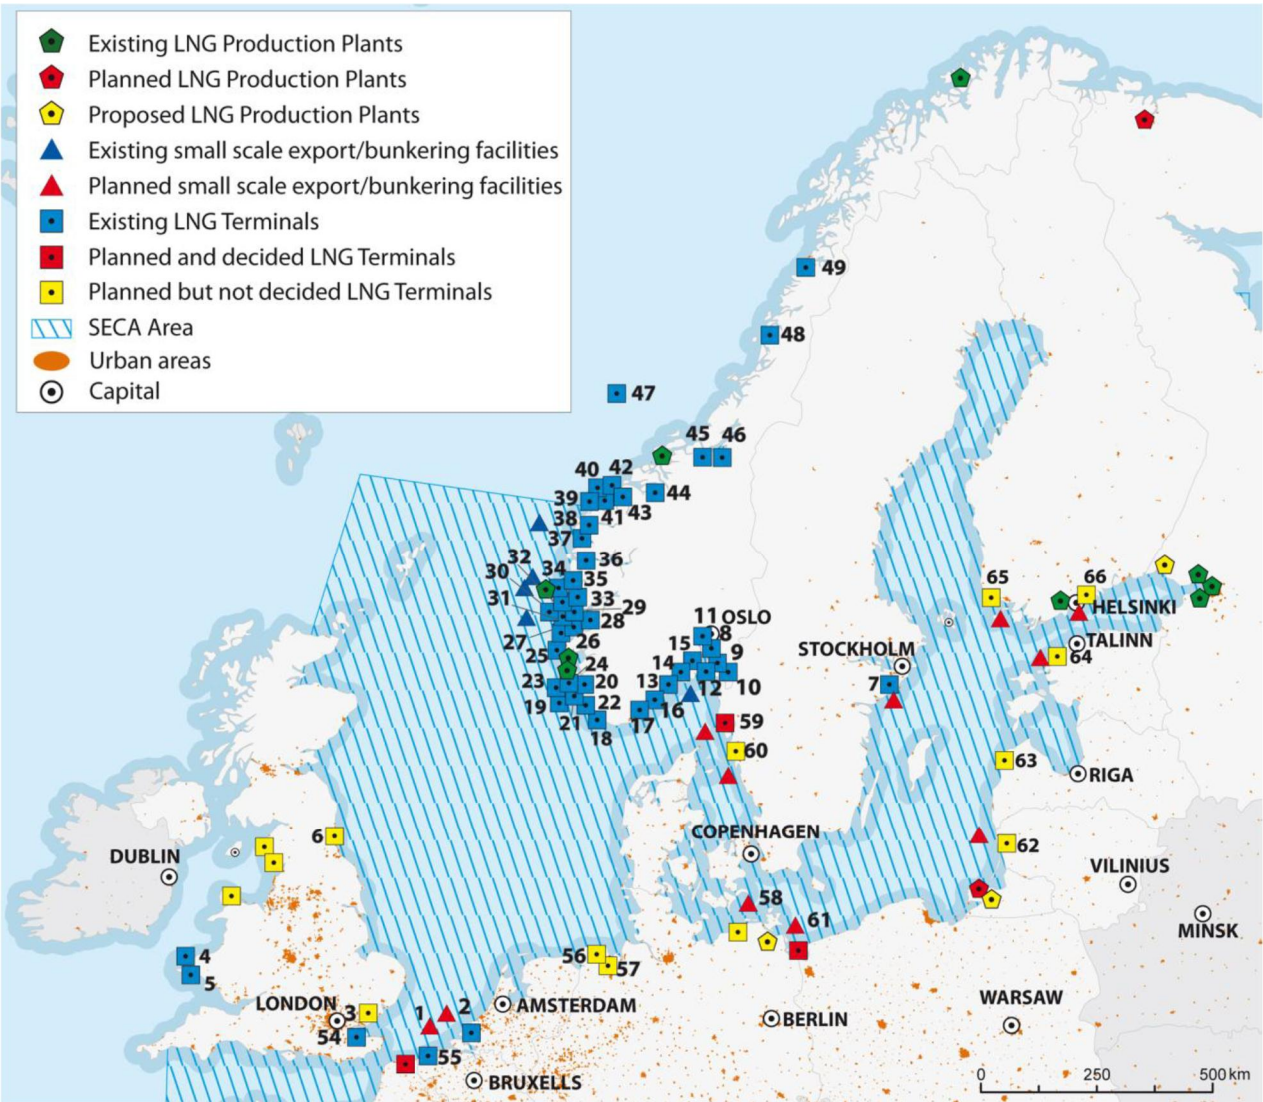 Existing LNG Production Plants
Planned LNG Production Plants
Proposed LNG Production Plants
Existing small scale export/bunkering facilities
Planned small scale export/bunkering facilities
Existing LNG Terminals
Planned and decided LNG Terminals
Planned but not decided LNG Terminals
SECA Area
Urban areas
Capital
49
48
47
45 46
40 42
39
44
43
41
38
37
32
36
34
30
35
31
33
29
28
27
26
25
24
23
20
19
22
21
18
11 OSLO
8
15
9
14
13
12
10
16
17
59
60
65
66
HELSINKI
TALINN
64
STOCKHOLM
7
63
RIGA
6
COPENHAGEN
62
DUBLIN
VILINIUS
58
61
MINSK
4
5
56
57
LONDON
3
1
2
AMSTERDAM
WARSAW
BERLIN
54
55
BRUXELLS
0 250 500 km